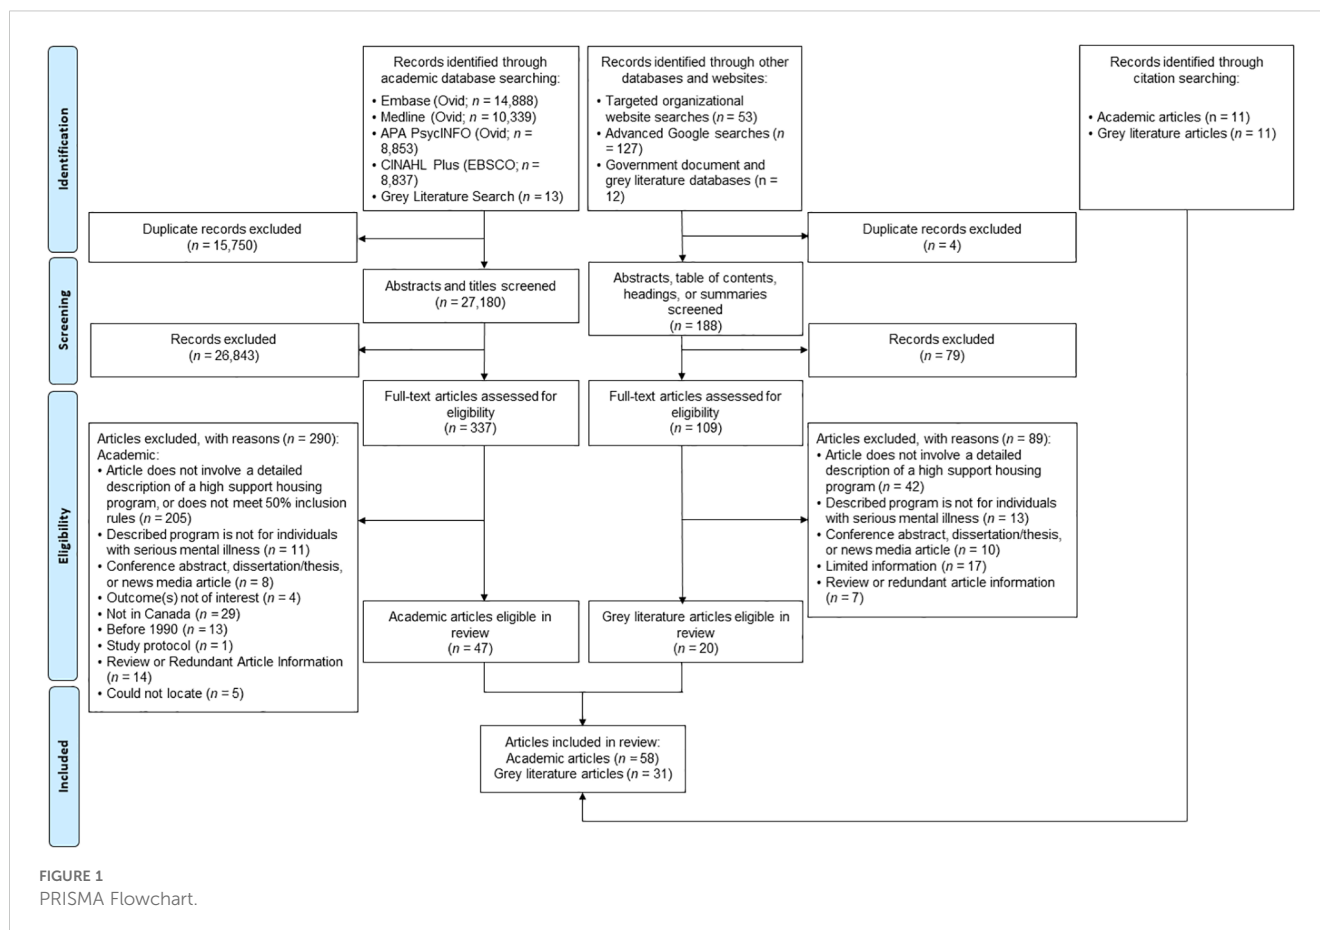 Identification
Records identified through
academic database searching:
• Embase (Ovid; n = 14,888)
• Medline (Ovid; n = 10,339)
• APA PsycINFO (Ovid; n =
8,853)
• CINAHL Plus (EBSCO; n =
8,837)
• Grey Literature Search (n = 13)
Records identified through other
databases and websites:
• Targeted organizational
website searches (n = 53)
• Advanced Google searches (n
= 127)
• Government document and
grey literature databases (n =
12)
Records identified through
citation searching:
• Academic articles (n = 11)
• Grey literature articles (n = 11)
Duplicate records excluded
(n = 15,750)
Duplicate records excluded
(n = 4)
Screening
Abstracts and titles screened
(n = 27,180)
Abstracts, table of contents,
headings, or summaries
screened
(n = 188)
Records excluded
(n = 26,843)
Records excluded
(n = 79)
Eligibility
Full-text articles assessed for
eligibility
(n = 337)
Full-text articles assessed for
eligibility
(n = 109)
Articles excluded, with reasons (n = 290):
Academic:
• Article does not involve a detailed
description of a high support housing
program, or does not meet 50% inclusion
rules (n = 205)
• Described program is not for individuals
with serious mental illness (n = 11)
• Conference abstract, dissertation/thesis,
or news media article (n = 8)
• Outcome(s) not of interest (n = 4)
• Not in Canada (n = 29)
• Before 1990 (n = 13)
• Study protocol (n = 1)
• Review or Redundant Article Information
(n = 14)
• Could not locate (n = 5)
Articles excluded, with reasons (n = 89):
• Article does not involve a detailed
description of a high support housing
program (n = 42)
• Described program is not for individuals
with serious mental illness (n = 13)
• Conference abstract, dissertation/thesis,
or news media article (n = 10)
• Limited information (n = 17)
• Review or redundant article information
(n = 7)
Academic articles eligible in
review
(n = 47)
Grey literature articles eligible in
review
(n = 20)
Included
Articles included in review:
Academic articles (n = 58)
Grey literature articles (n = 31)
FIGURE 1
PRISMA Flowchart.